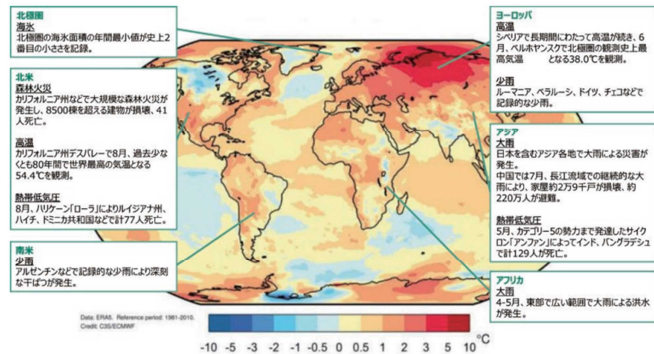 北極圏
海氷
北極圏の海氷面積の年間最小値が史上2
番目の小ささを記録。
北米
森林火災
カリフォルニア州などで大規模な森林火災が
発生し、8500棟を超える建物が損壊、41
人死亡。
高温
カリフォルニア州デスバレーで8月、過去少な
くとも80年間で世界最高の気温となる
54.4℃を観測。
熱帯低気圧
8月、ハリケーン「ローラ」によりルイジアナ州、
ハイチ、ドミニカ共和国などで計77人死亡。
南米
少雨
アルゼンチンなどで記録的な少雨により深刻
な干ばつが発生。
ヨーロッパ
高温
シベリアで長期間にわたって高温が続き、6
月、ベルホヤンスクで北極圏の観測史上最
高気温 となる38.0℃を観測。
少雨
ルーマニア、ベラルーシ、ドイツ、チェコなどで
記録的な少雨。
アジア
大雨
日本を含むアジア各地で大雨による災害が
発生。
中国では7月、長江流域での継続的な大
雨により、家屋約2万9千戸が損壊、約
220万人が避難。
熱帯低気圧
5月、カテゴリー5の勢力まで発達したサイク
ロン「アンファン」によってインド、バングラデシュ
で計129人が死亡。
アフリカ
大雨
4-5月、東部で広い範囲で大雨による洪水
が発生。
Data: ERA5. Reference period: 1981-2010.
Credit: C3S/ECMWF
-10 -5 -3 -2 -1 -0.5 0 0.5 1 2 3 5 10 °C